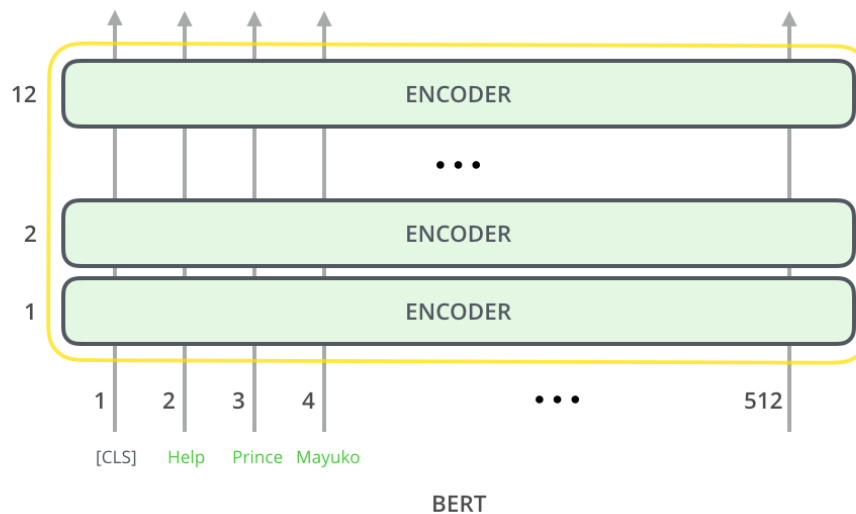 12 ENCODER
...
2 ENCODER
1 ENCODER
1 2 3 4 ... 512
[CLS] Help Prince Mayuko
BERT